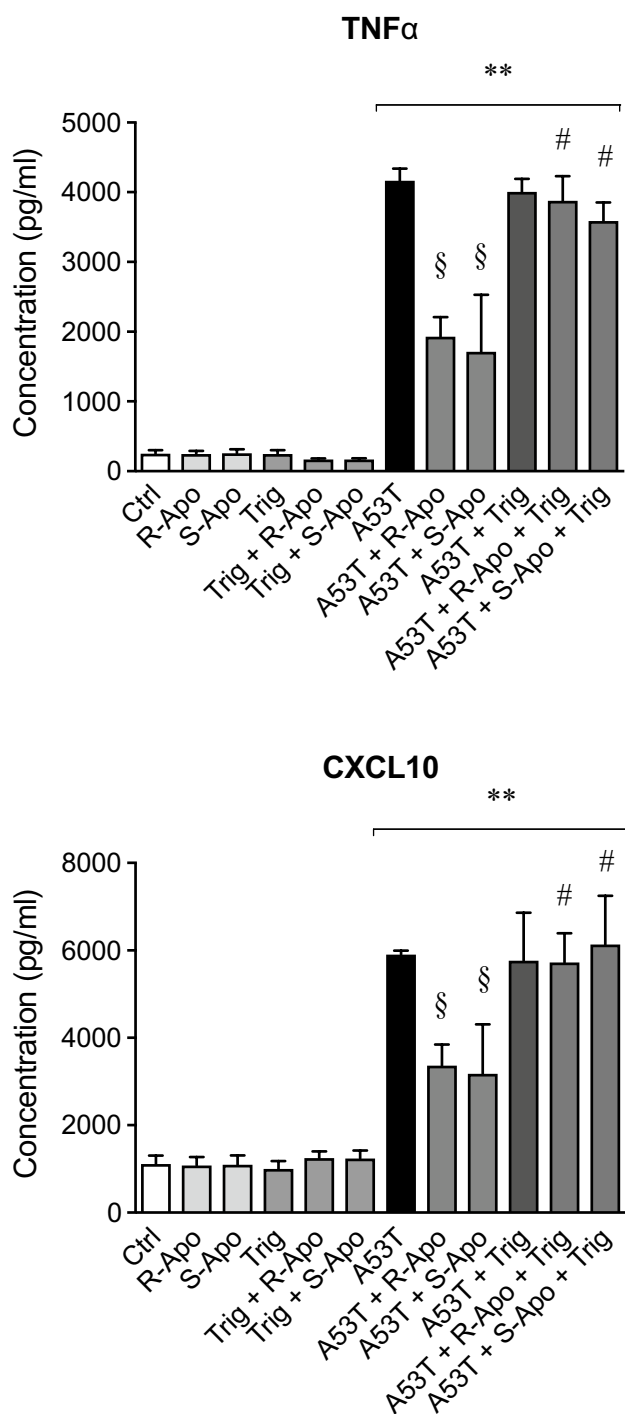 TNFα
**
Concentration (pg/ml)
5000
4000
3000
2000
1000
0
§
§
#
#
Ctrl
R-Apo
S-Apo
Trig
Trig + R-Apo
Trig + S-Apo
A53T
A53T + R-Apo
A53T + S-Apo
A53T + Trig
A53T + R-Apo + Trig
A53T + S-Apo + Trig
CXCL10
**
Concentration (pg/ml)
8000
6000
4000
2000
0
§
§
#
#
Ctrl
R-Apo
S-Apo
Trig
Trig + R-Apo
Trig + S-Apo
A53T
A53T + R-Apo
A53T + S-Apo
A53T + Trig
A53T + R-Apo + Trig
A53T + S-Apo + Trig